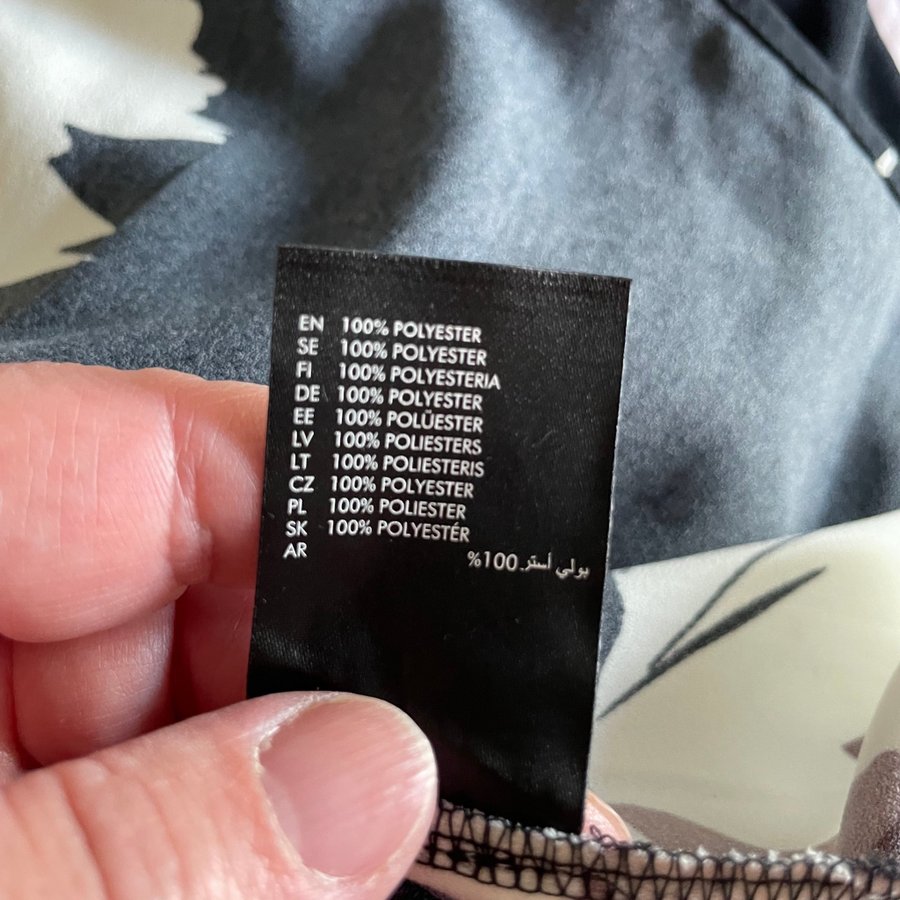 EN 100% POLYESTER
SE 100% POLYESTER
FI 100% POLYESTERIA
DE 100% POLYESTER
EE 100% POLÜESTER
LV 100% POLIESTERS
LT 100% POLIESTERIS
CZ 100% POLYESTER
PL 100% POLIESTER
SK 100% POLYESTÉR
AR بولي أستر 100%